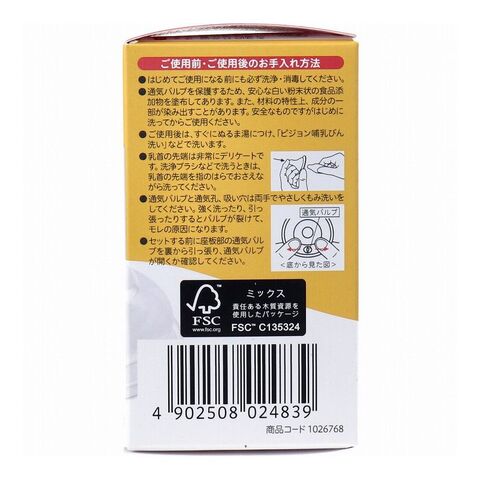 ご使用前・ご使用後のお手入れ方法
●はじめてご使用になる前にも必ず洗浄・消毒してください。
●通気バルブを保護するため、安心な白い粉末状の食品添
加物を塗布してあります。また、材料の特性上、成分の一
部が染み出すことがあります。安全なものですがはじめに
洗ってからご使用ください。
●ご使用後は、すぐにぬるま湯につけ、「ピジョン哺乳びん
洗い」などで洗います。
●乳首の先端は非常にデリケートで
す。洗浄ブラシなどで洗うときは、
乳首の先端を指のはらでおさえな
がら洗ってください。
●通気バルブと通気孔、吸い穴は両手でやさしくもみ洗いを
してください。強く洗ったり、引っ
張ったりするとバルブが裂けて、
モレの原因になります。
●セットする前に座板部の通気バル
ブを裏から引っ張り、通気バルブ
が開くか確認してください。
通気バルブ
<底から見た図>
FSC
www.fsc.org
ミックス
責任ある木質資源を
使用したパッケージ
FSC™ C135324
4 902508 024839
商品コード 1026768